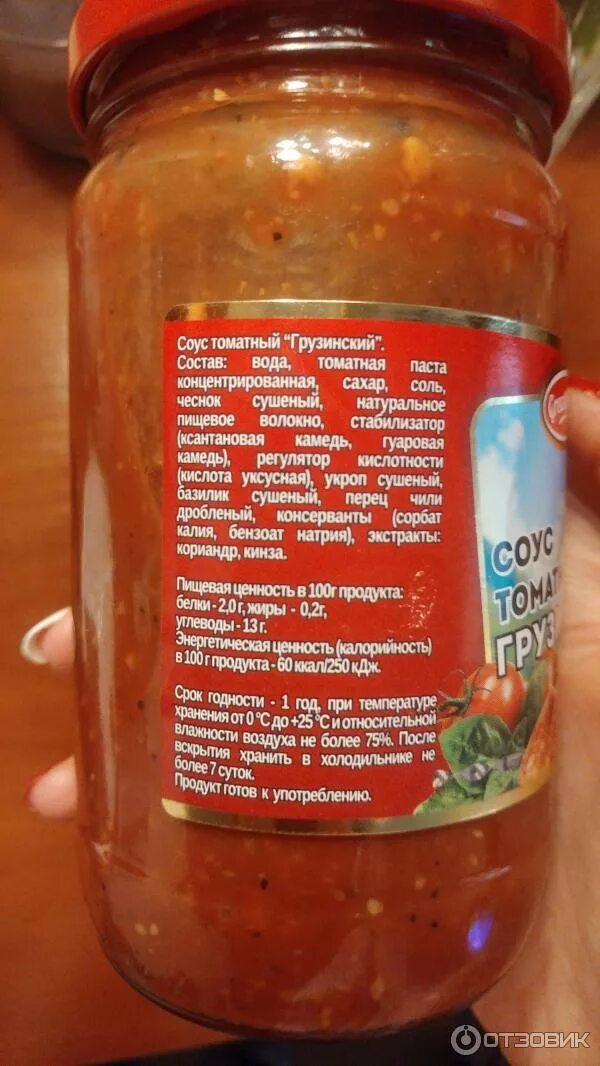 Соус томатный "Грузинский".
Состав: вода, томатная паста
концентрированная, сахар, соль,
чеснок сушеный, натуральное
пищевое волокно, стабилизатор
(ксантановая камедь, гуаровая
камедь), регулятор кислотности
(кислота уксусная), укроп сушеный,
базилик сушеный, перец чили
дробленый, консерванты (сорбат
калия, бензоат натрия), экстракты:
кориандр, кинза.
Пищевая ценность в 100г продукта:
белки - 2,0 г, жиры - 0,2г,
углеводы - 13 г.
Энергетическая ценность (калорийность)
в 100 г продукта - 60 ккал/250 кДж.
Срок годности - 1 год, при температуре
хранения от 0 °С до +25 °С и относительной
влажности воздуха не более 75%. После
вскрытия хранить в холодильнике не
более 7 суток.
Продукт готов к употреблению.
СОУС
ТОМАТ
ГРУЗ
ОТЗОВИК